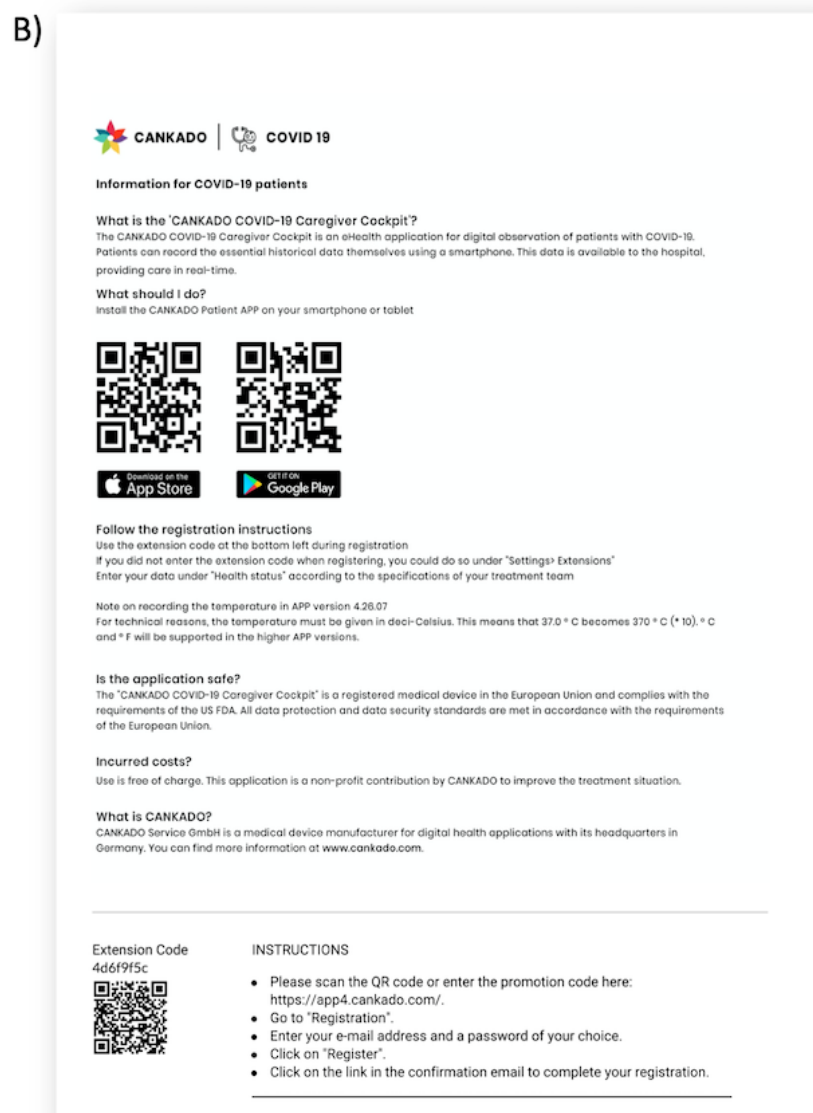 B)
CANKADO | COVID 19
Information for COVID-19 patients
What is the 'CANKADO COVID-19 Caregiver Cockpit'?
The CANKADO COVID-19 Caregiver Cockpit is an eHealth application for digital observation of patients with COVID-19.
Patients can record the essential historical data themselves using a smartphone. This data is available to the hospital,
providing care in real-time.
What should I do?
Install the CANKADO Patient APP on your smartphone or tablet
Download on the
App Store
GET IT ON
Google Play
Follow the registration instructions
Use the extension code at the bottom left during registration
If you did not enter the extension code when registering, you could do so under "Settings> Extensions"
Enter your data under "Health status" according to the specifications of your treatment team
Note on recording the temperature in APP version 4.26.07
For technical reasons, the temperature must be given in deci-Celsius. This means that 37.0 ° C becomes 370 ° C (* 10). ° C
and ° F will be supported in the higher APP versions.
Is the application safe?
The "CANKADO COVID-19 Caregiver Cockpit" is a registered medical device in the European Union and complies with the
requirements of the US FDA. All data protection and data security standards are met in accordance with the requirements
of the European Union.
Incurred costs?
Use is free of charge. This application is a non-profit contribution by CANKADO to improve the treatment situation.
What is CANKADO?
CANKADO Service GmbH is a medical device manufacturer for digital health applications with its headquarters in
Germany. You can find more information at www.cankado.com.
Extension Code
4d6f9f5c
INSTRUCTIONS
• Please scan the QR code or enter the promotion code here:
https://app4.cankado.com/.
• Go to "Registration".
• Enter your e-mail address and a password of your choice.
• Click on "Register".
• Click on the link in the confirmation email to complete your registration.